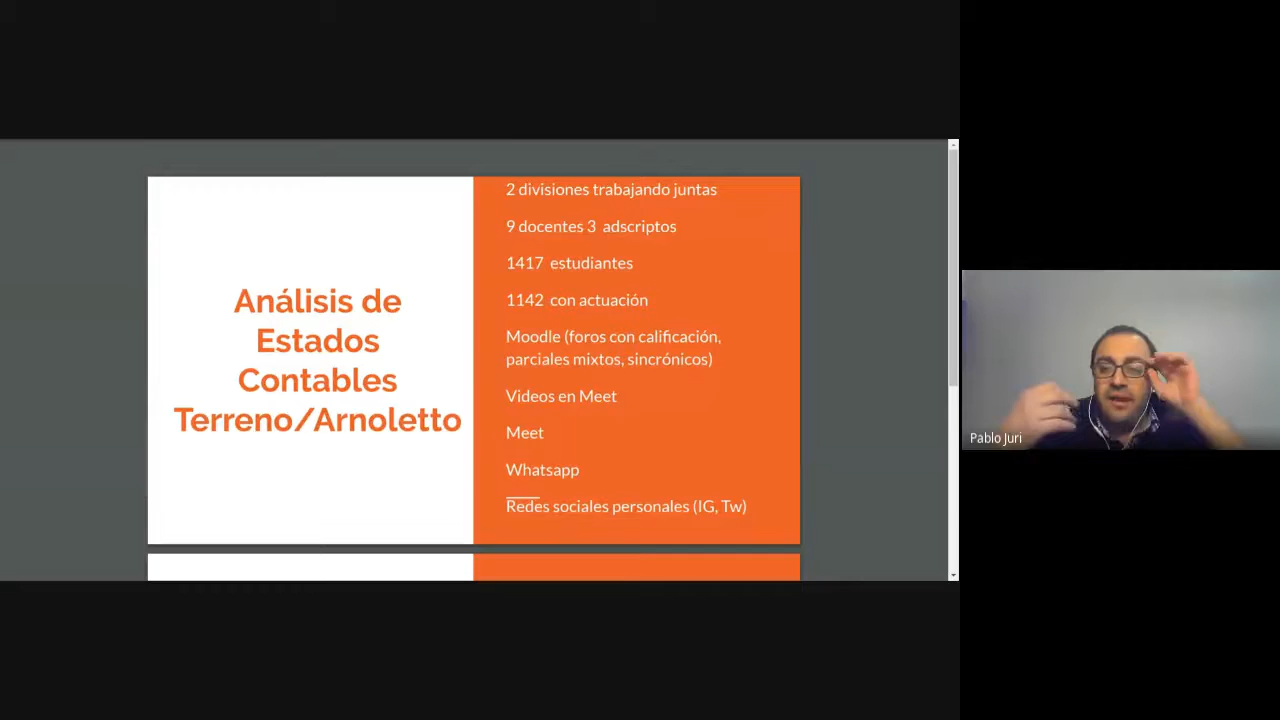 Análisis de
Estados
Contables
Terreno/Arnoletto
2 divisiones trabajando juntas
9 docentes 3 adscriptos
1417 estudiantes
1142 con actuación
Moodle (foros con calificación,
parciales mixtos, sincrónicos)
Videos en Meet
Meet
Whatsapp
Redes sociales personales (IG, Tw)
Pablo Juri